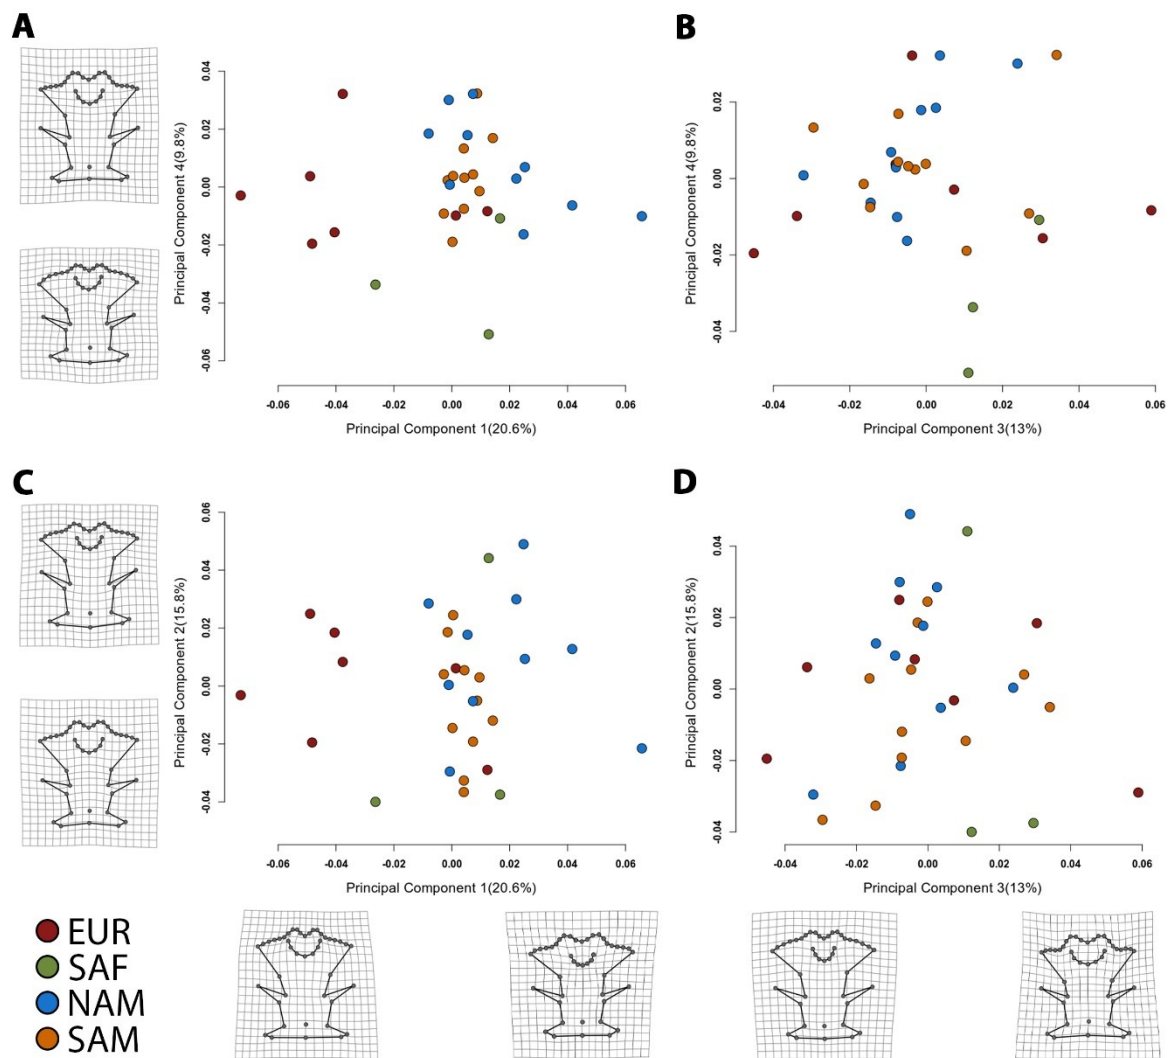 A
B
0.04
0.02
0.00
-0.02
-0.04
-0.06
Principal Component 4(9.8%)
-0.06 -0.04 -0.02 0.00 0.02 0.04 0.06
Principal Component 1(20.6%)
0.02
0.00
-0.02
-0.04
Principal Component 4(9.8%)
-0.04 -0.02 0.00 0.02 0.04 0.06
Principal Component 3(13%)
C
D
0.06
0.04
0.02
0.00
-0.02
-0.04
Principal Component 2(15.8%)
-0.06 -0.04 -0.02 0.00 0.02 0.04 0.06
Principal Component 1(20.6%)
0.04
0.02
0.00
-0.02
-0.04
Principal Component 2(15.8%)
-0.04 -0.02 0.00 0.02 0.04 0.06
Principal Component 3(13%)
EUR
SAF
NAM
SAM